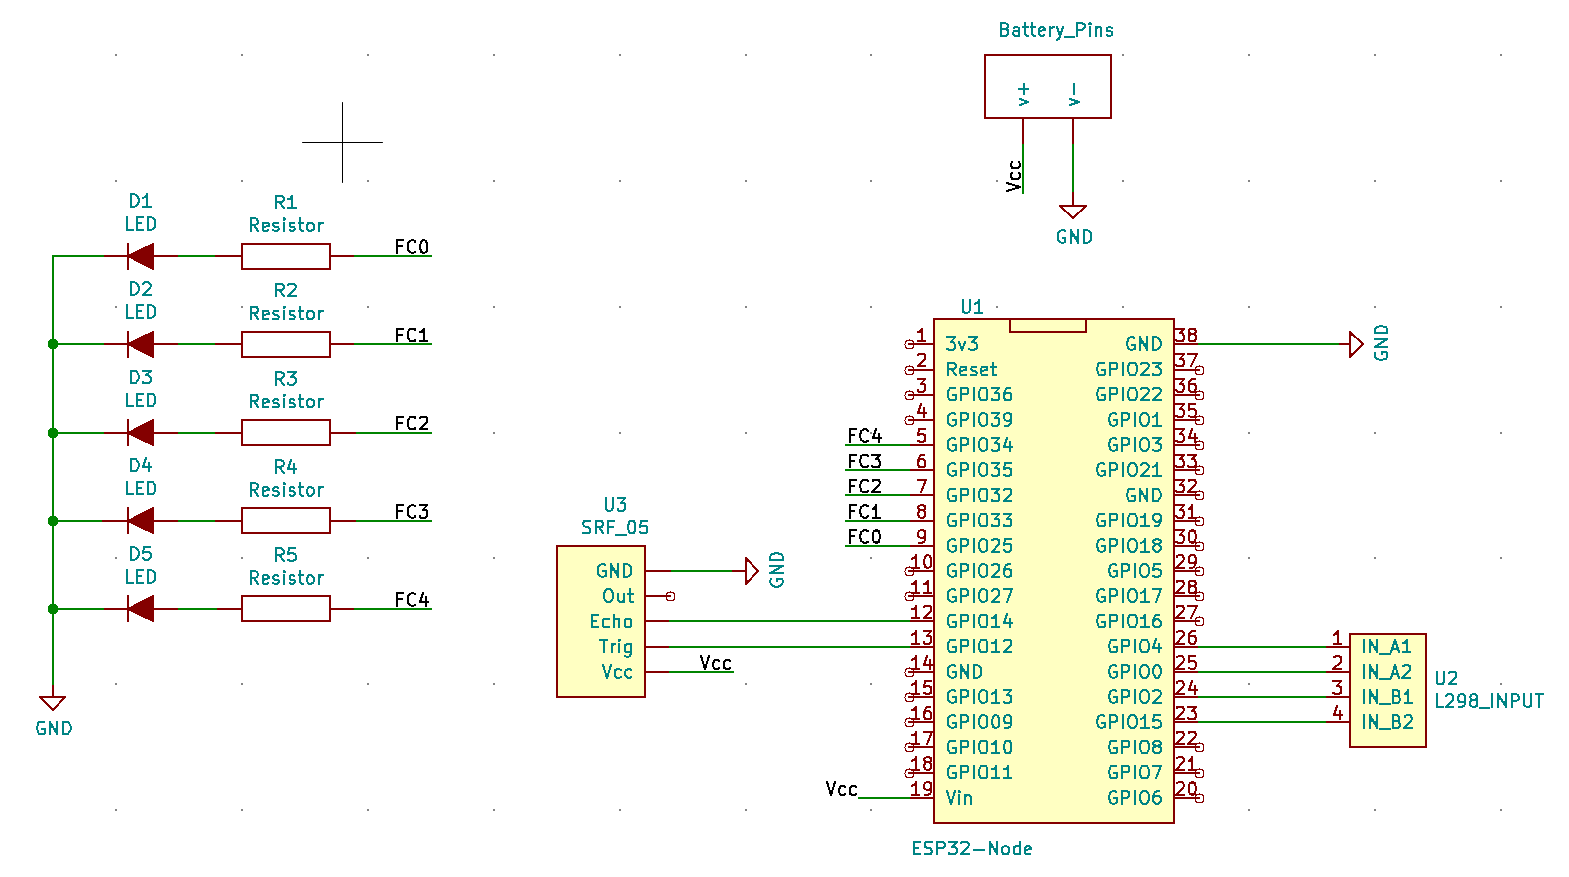 Battery_Pins
v+
v-
Vcc
GND
D1
LED
R1
Resistor
FC0
D2
LED
R2
Resistor
FC1
D3
LED
R3
Resistor
FC2
D4
LED
R4
Resistor
FC3
D5
LED
R5
Resistor
FC4
GND
U3
SRF_05
GND
Out
Echo
Trig
Vcc
GND
Vcc
U1
1 3v3
2 Reset
3 GPIO36
4 GPIO39
FC4 5 GPIO34
FC3 6 GPIO35
FC2 7 GPIO32
FC1 8 GPIO33
FC0 9 GPIO25
10 GPIO26
11 GPIO27
12 GPIO14
13 GPIO12
14 GND
15 GPIO13
16 GPIO09
17 GPIO10
18 GPIO11
Vcc 19 Vin
GND 38 GND
GPIO23 37
GPIO22 36
GPIO1 35
GPIO3 34
GPIO21 33
GND 32
GPIO19 31
GPIO18 30
GPIO5 29
GPIO17 28
GPIO16 27
GPIO4 26
GPIO0 25
GPIO2 24
GPIO15 23
GPIO8 22
GPIO7 21
GPIO6 20
ESP32-Node
1 IN_A1
2 IN_A2
3 IN_B1
4 IN_B2
U2
L298_INPUT